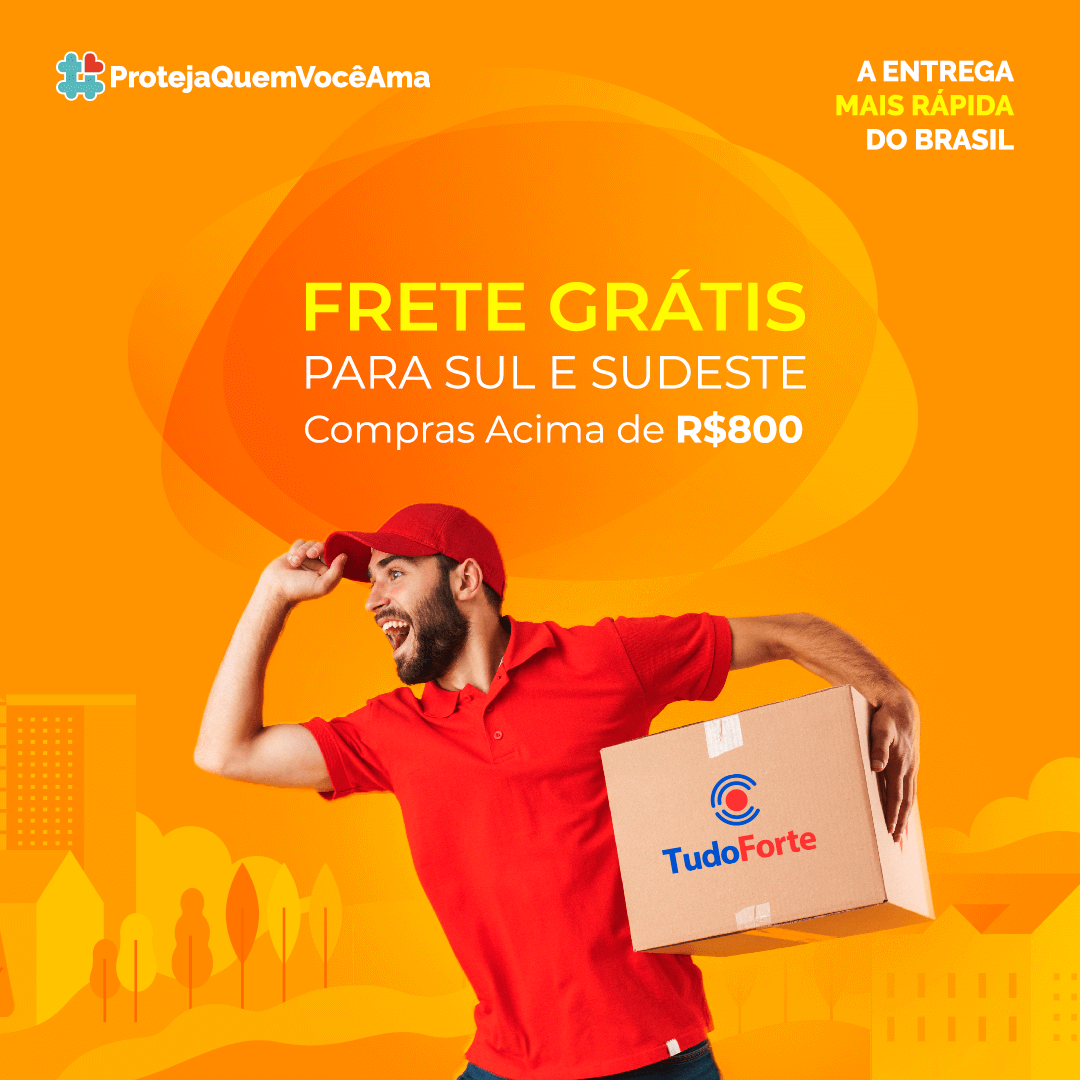 #ProtejaQuemVocêAma
A ENTREGA
MAIS RÁPIDA
DO BRASIL
FRETE GRÁTIS
PARA SUL E SUDESTE
Compras Acima de R$800
TudoForte